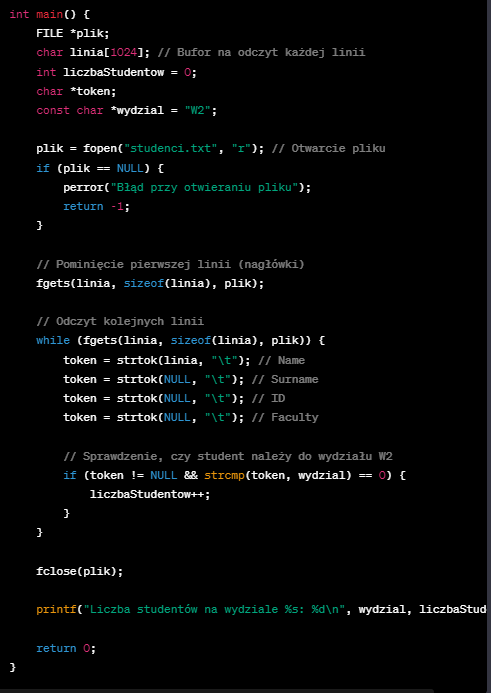 int main() {
    FILE *plik;
    char linia[1024]; // Bufor na odczyt każdej linii
    int liczbaStudentow = 0;
    char *token;
    const char *wydzial = "W2";

    plik = fopen("studenci.txt", "r"); // Otwarcie pliku
    if (plik == NULL) {
        perror("Błąd przy otwieraniu pliku");
        return -1;
    }

    // Pominięcie pierwszej linii (nagłówki)
    fgets(linia, sizeof(linia), plik);

    // Odczyt kolejnych linii
    while (fgets(linia, sizeof(linia), plik)) {
        token = strtok(linia, "\t"); // Name
        token = strtok(NULL, "\t"); // Surname
        token = strtok(NULL, "\t"); // ID
        token = strtok(NULL, "\t"); // Faculty

        // Sprawdzenie, czy student należy do wydziału W2
        if (token != NULL && strcmp(token, wydzial) == 0) {
            liczbaStudentow++;
        }
    }

    fclose(plik);

    printf("Liczba studentów na wydziale %s: %d\n", wydzial, liczbaStud

    return 0;
}